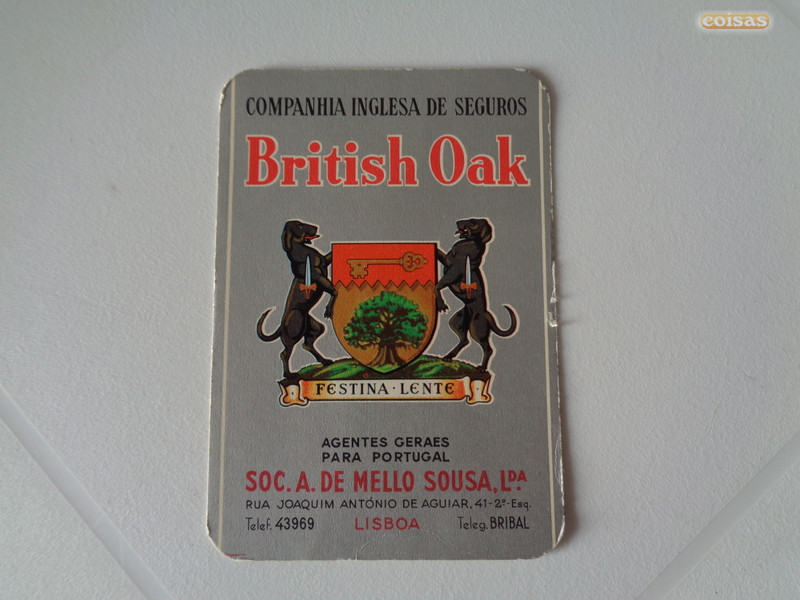 coisas
COMPANHIA INGLESA DE SEGUROS
British Oak
FESTINA · LENTE
AGENTES GERAES
PARA PORTUGAL
SOC. A. DE MELLO SOUSA, LDA.
RUA JOAQUIM ANTÓNIO DE AGUIAR, 41-2º-Esq.
Telef. 43969 LISBOA Teleg. BRIBAL